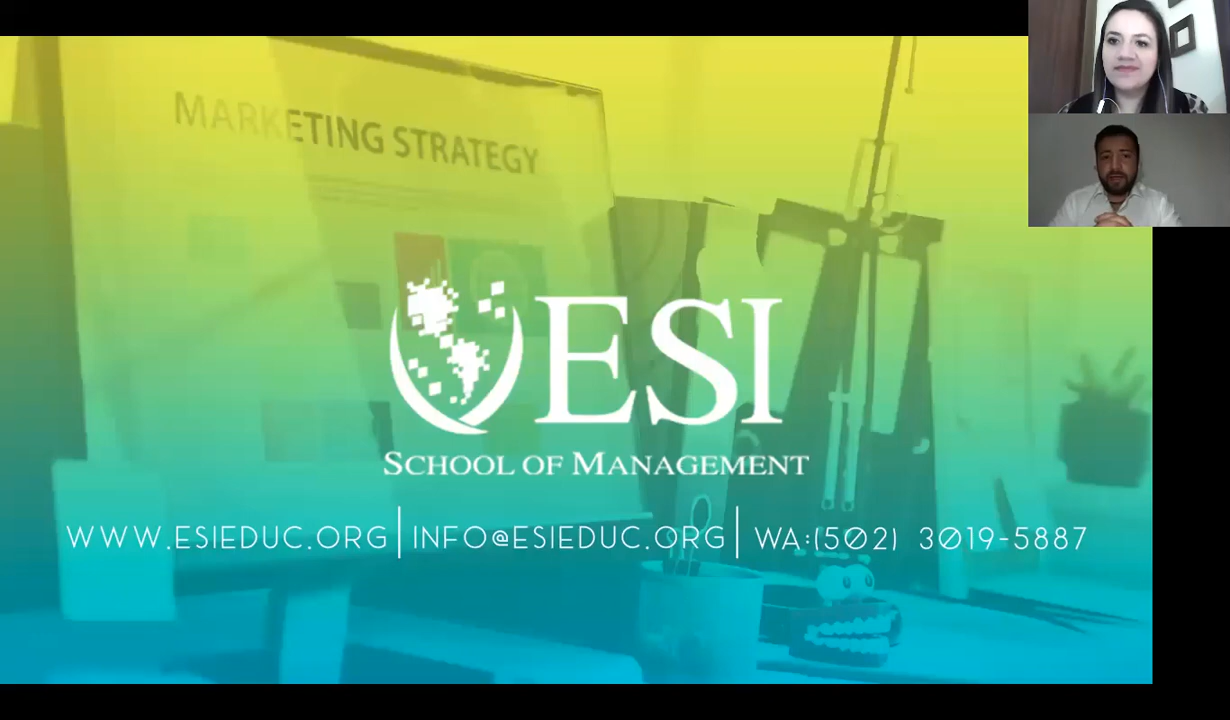 MARKETING STRATEGY
ESI
SCHOOL OF MANAGEMENT
WWW.ESIEDUC.ORG|INFO@ESIEDUC.ORG|WA:(502) 3019-5887